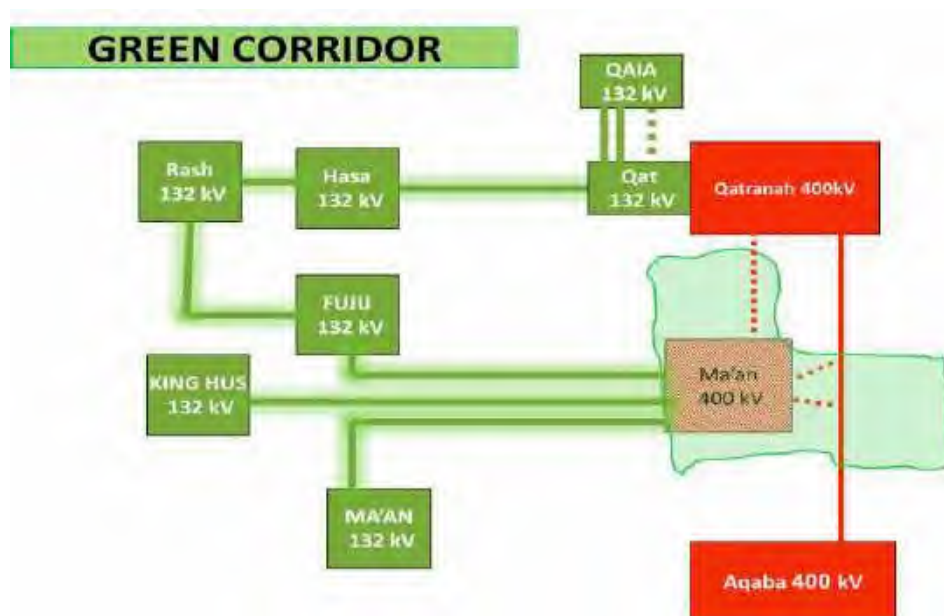 GREEN CORRIDOR
QAIA
132 kV
Rash
132 kV
Hasa
132 kV
Qat
132 kV
Qatranah 400kV
FUJU
132 kV
KING HUS
132 kV
Ma'an
400 kV
MA'AN
132 kV
Aqaba 400 kV